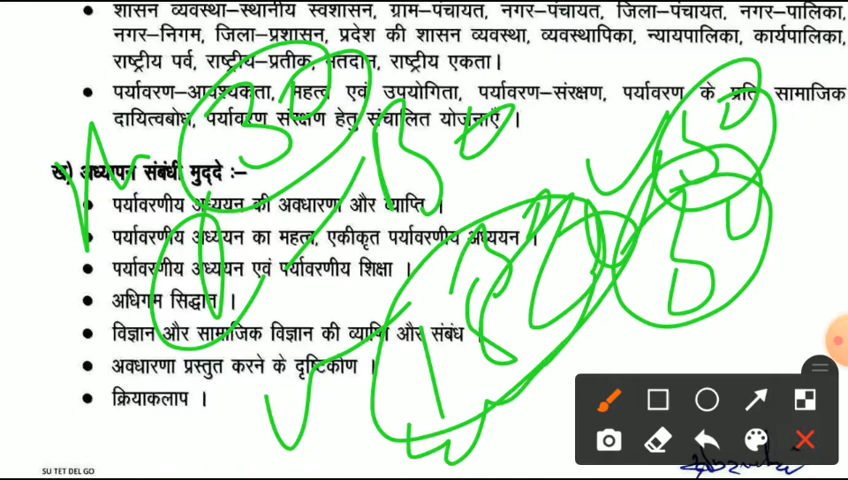 शासन व्यवस्था–स्थानीय स्वशासन, ग्राम-पंचायत, नगर-पंचायत, जिला-पंचायत, नगर-पालिका,
नगर-निगम, जिला-प्रशासन, प्रदेश की शासन व्यवस्था, व्यवस्थापिका, न्यायपालिका, कार्यपालिका,
राष्ट्रीय पर्व, राष्ट्रीय-प्रतीक, मतदान, राष्ट्रीय एकता।
पर्यावरण–आवश्यकता, महत्व एवं उपयोगिता, पर्यावरण-संरक्षण, पर्यावरण के प्रति सामाजिक
दायित्वबोध, पर्यावरण संरक्षण हेतु संचालित योजनाएँ ।
ख) अध्यापन संबंधी मुद्दे :–
पर्यावरणीय अध्ययन की अवधारणा और व्याप्ति ।
पर्यावरणीय अध्ययन का महत्व, एकीकृत पर्यावरणीय अध्ययन ।
पर्यावरणीय अध्ययन एवं पर्यावरणीय शिक्षा ।
अधिगम सिद्धांत ।
विज्ञान और सामाजिक विज्ञान की व्याप्ति और संबंध ।
अवधारणा प्रस्तुत करने के दृष्टिकोण ।
क्रियाकलाप ।
SU TET DEL GO
30
30
30
30